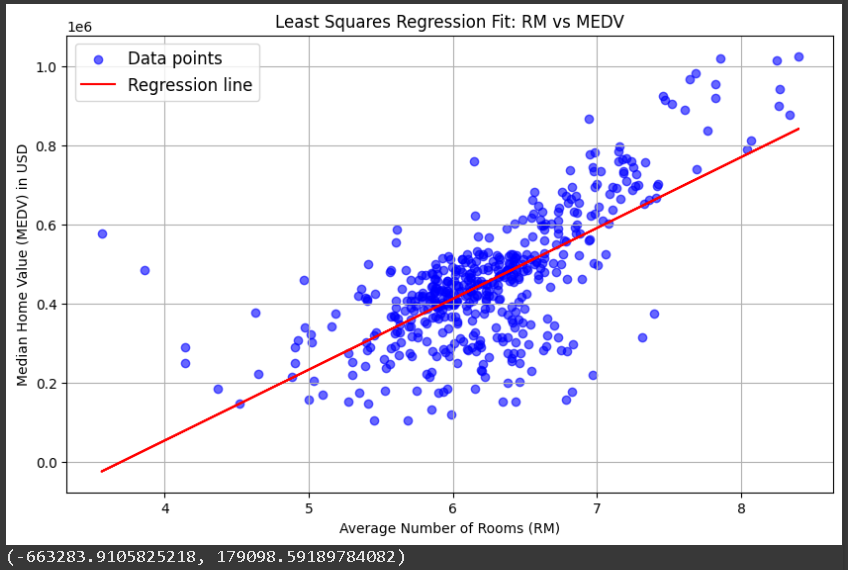 Least Squares Regression Fit: RM vs MEDV
1e6
Data points
Regression line
1.0
0.8
0.6
0.4
0.2
0.0
Median Home Value (MEDV) in USD
4 5 6 7 8
Average Number of Rooms (RM)
(-663283.9105825218, 179098.59189784082)